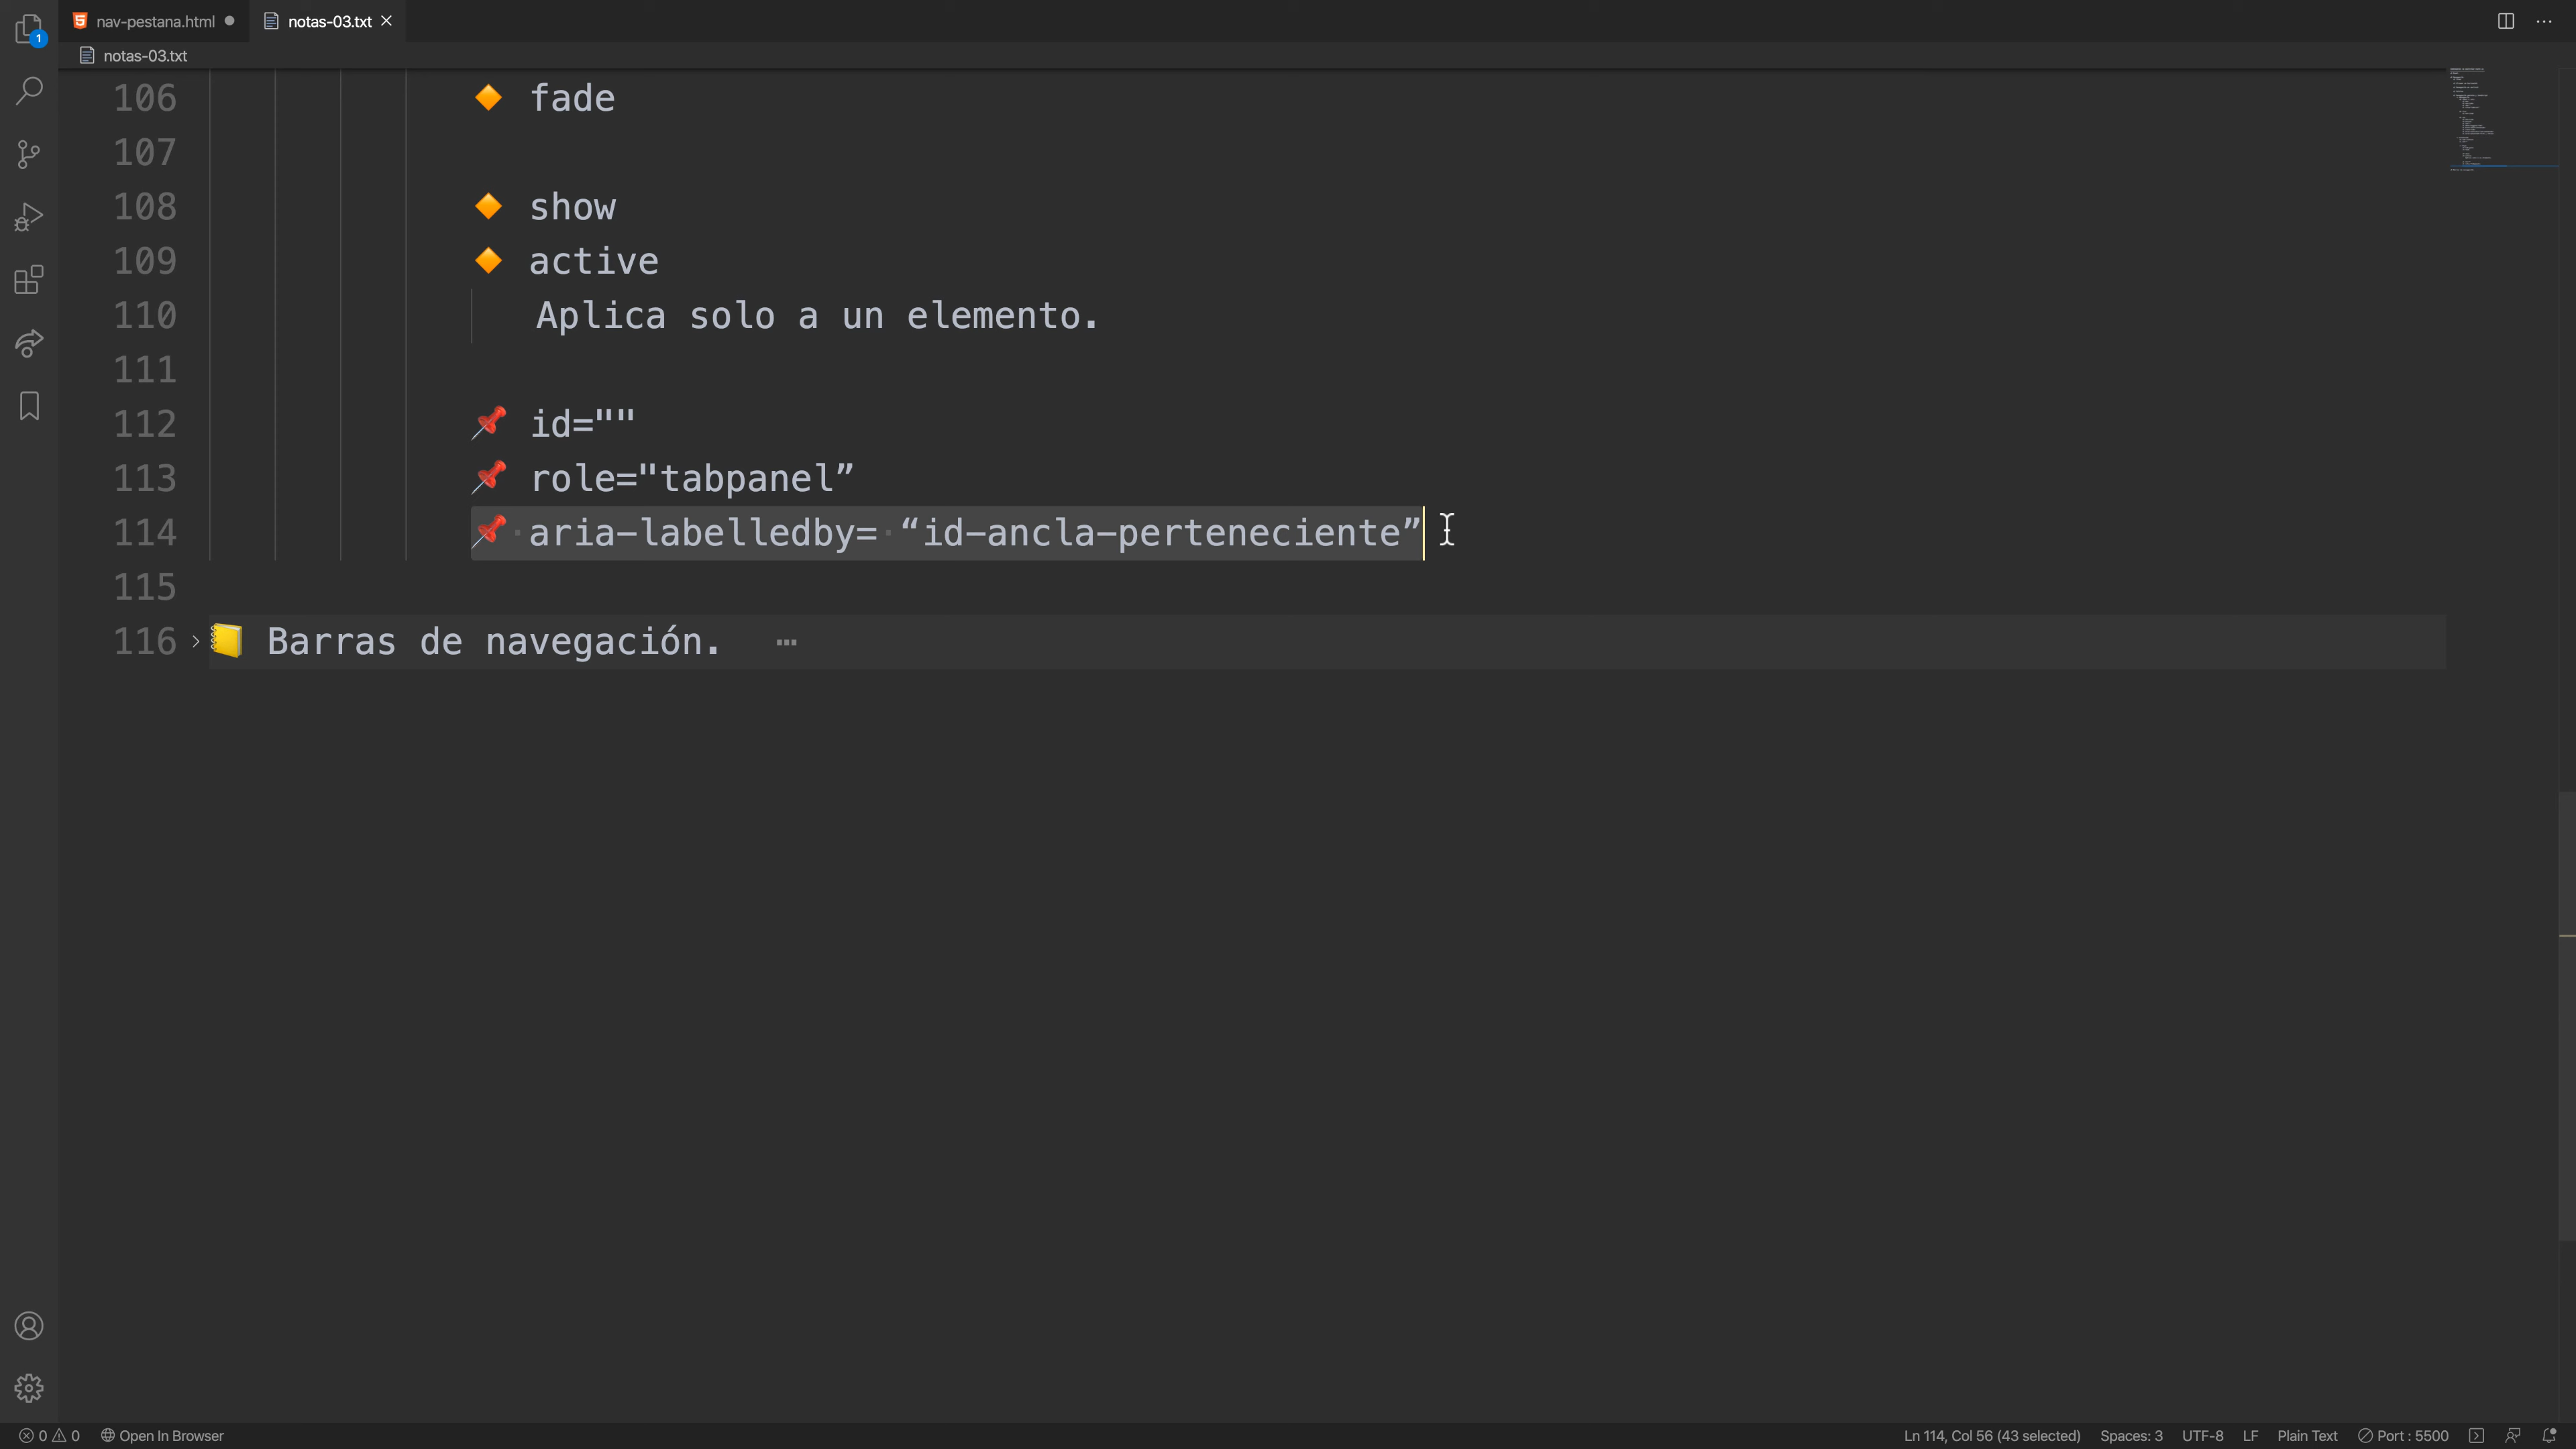 nav-pestana.html
notas-03.txt
1
notas-03.txt
106 fade
107
108 show
109 active
110 Aplica solo a un elemento.
111
112 📌 id=""
113 📌 role="tabpanel”
114 📌 aria-labelledby= “id-ancla-perteneciente”
115
116 📒 Barras de navegación. …
0 0 Open In Browser
Ln 114, Col 56 (43 selected) Spaces: 3 UTF-8 LF Plain Text Port : 5500